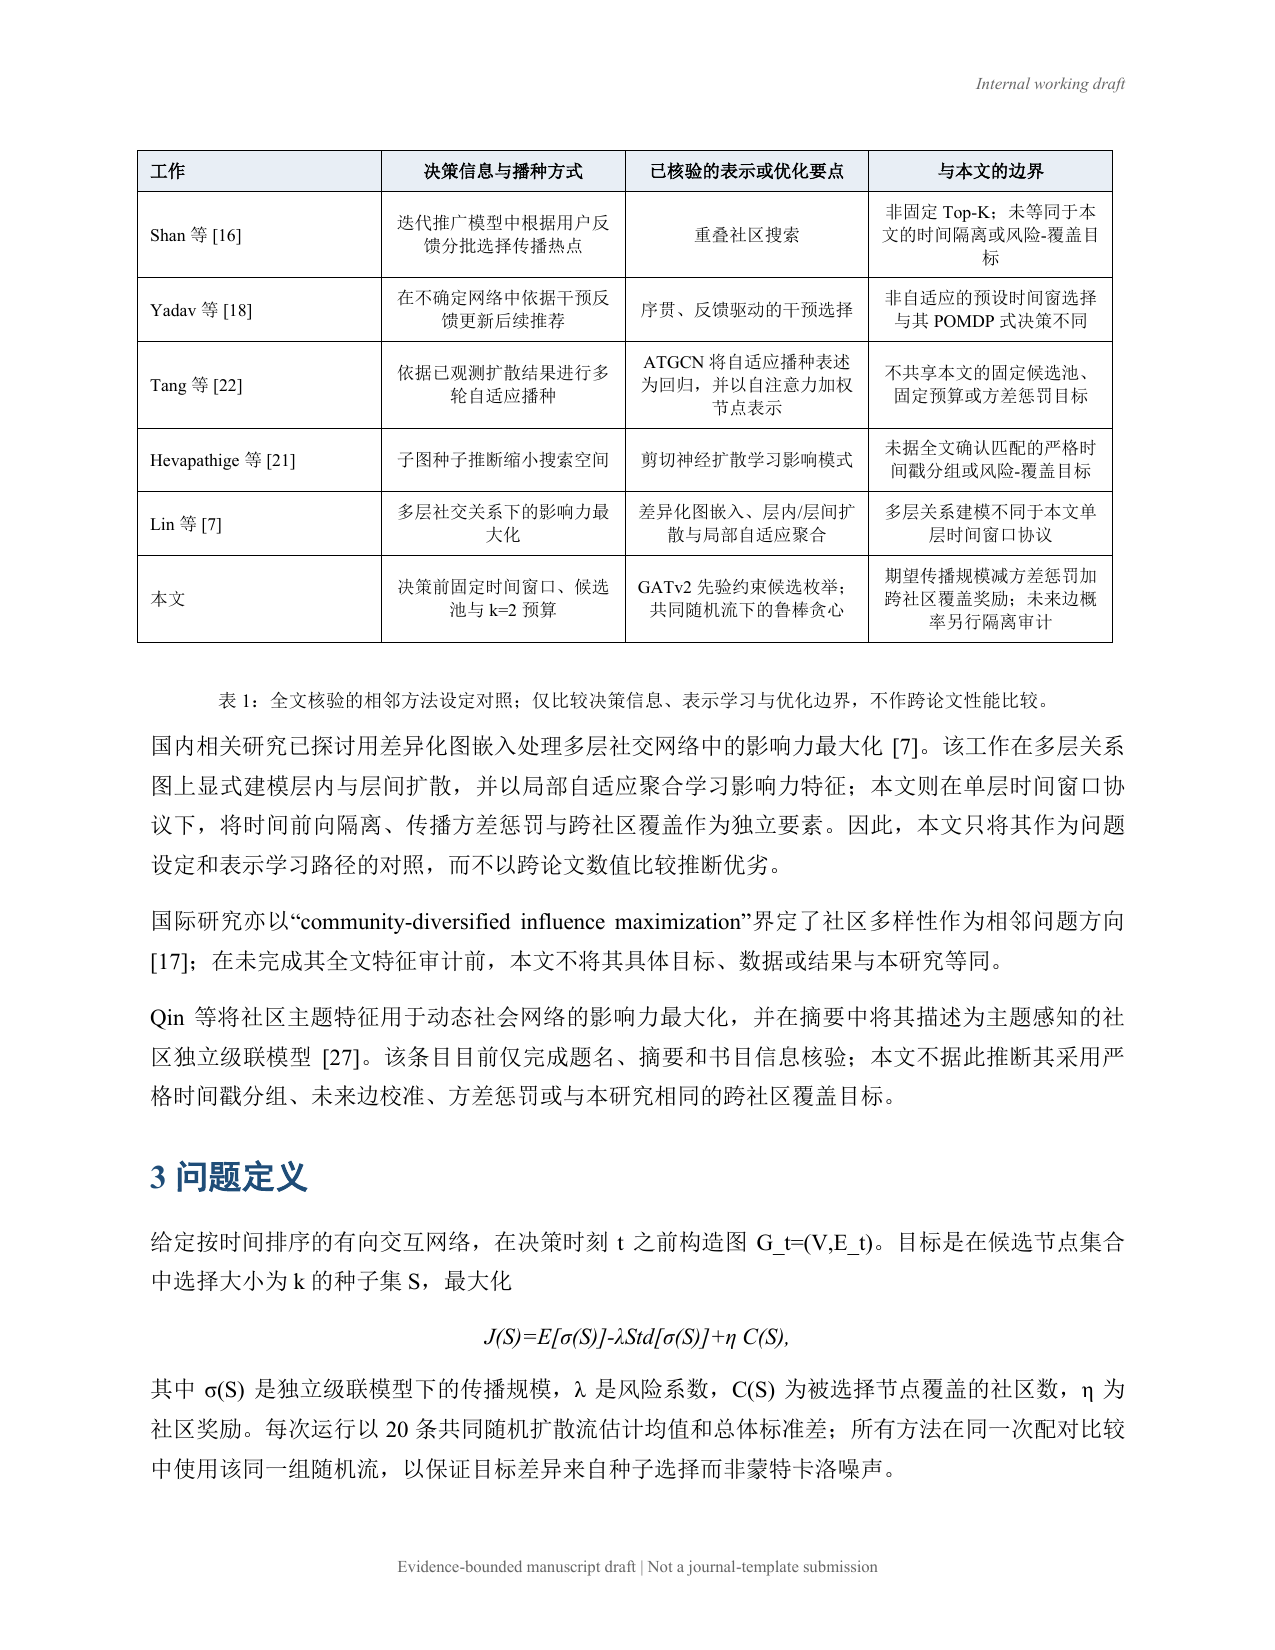 Internal working draft
工作
决策信息与播种方式
已核验的表示或优化要点
与本文的边界
Shan 等 [16]
迭代推广模型中根据用户反
馈分批选择传播热点
重叠社区搜索
非固定 Top-K；未等同于本
文的时间隔离或风险-覆盖目
标
Yadav 等 [18]
在不确定网络中依据干预反
馈更新后续推荐
序贯、反馈驱动的干预选择
非自适应的预设时间窗选择
与其 POMDP 式决策不同
Tang 等 [22]
依据已观测扩散结果进行多
轮自适应播种
ATGCN 将自适应播种表述
为回归，并以自注意力加权
节点表示
不共享本文的固定候选池、
固定预算或方差惩罚目标
Hevapathige 等 [21]
子图种子推断缩小搜索空间
剪切神经扩散学习影响模式
未据全文确认匹配的严格时
间戳分组或风险-覆盖目标
Lin 等 [7]
多层社交关系下的影响力最
大化
差异化图嵌入、层内/层间扩
散与局部自适应聚合
多层关系建模不同于本文单
层时间窗口协议
本文
决策前固定时间窗口、候选
池与 k=2 预算
GATv2 先验约束候选枚举；
共同随机流下的鲁棒贪心
期望传播规模减方差惩罚加
跨社区覆盖奖励；未来边概
率另行隔离审计
表 1：全文核验的相邻方法设定对照；仅比较决策信息、表示学习与优化边界，不作跨论文性能比较。
国内相关研究已探讨用差异化图嵌入处理多层社交网络中的影响力最大化 [7]。该工作在多层关系
图上显式建模层内与层间扩散，并以局部自适应聚合学习影响力特征；本文则在单层时间窗口协
议下，将时间前向隔离、传播方差惩罚与跨社区覆盖作为独立要素。因此，本文只将其作为问题
设定和表示学习路径的对照，而不以跨论文数值比较推断优劣。
国际研究亦以“community-diversified influence maximization”界定了社区多样性作为相邻问题方向
[17]；在未完成其全文特征审计前，本文不将其具体目标、数据或结果与本研究等同。
Qin 等将社区主题特征用于动态社会网络的影响力最大化，并在摘要中将其描述为主题感知的社
区独立级联模型 [27]。该条目目前仅完成题名、摘要和书目信息核验；本文不据此推断其采用严
格时间戳分组、未来边校准、方差惩罚或与本研究相同的跨社区覆盖目标。
3 问题定义
给定按时间排序的有向交互网络，在决策时刻 t 之前构造图 G_t=(V,E_t)。目标是在候选节点集合
中选择大小为 k 的种子集 S，最大化
J(S)=E[σ(S)]-λStd[σ(S)]+η C(S),
其中 σ(S) 是独立级联模型下的传播规模，λ 是风险系数，C(S) 为被选择节点覆盖的社区数，η 为
社区奖励。每次运行以 20 条共同随机扩散流估计均值和总体标准差；所有方法在同一次配对比较
中使用该同一组随机流，以保证目标差异来自种子选择而非蒙特卡洛噪声。
Evidence-bounded manuscript draft | Not a journal-template submission